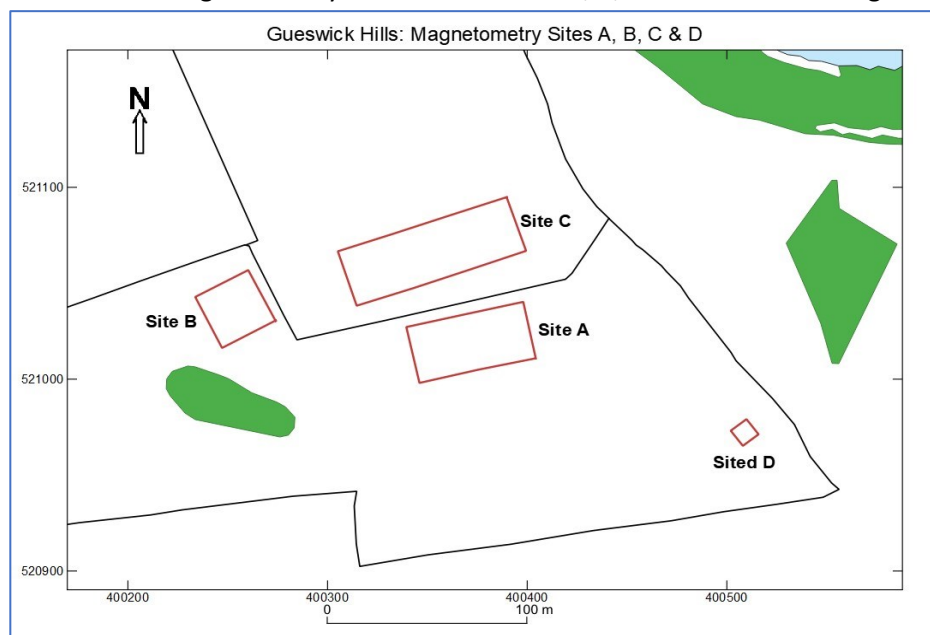 Gueswick Hills: Magnetometry Sites A, B, C & D
N
521100
Site C
Site B
Site A
521000
Sited D
520900
400200 400300 400400 400500
0 100 m